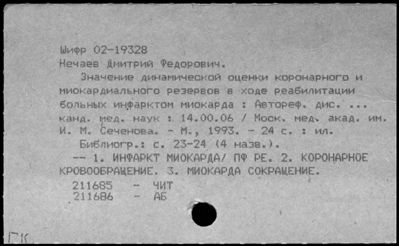 Шифр 02-19328
Нечаев Дмитрий Федорович.
Значение динамической оценки коронарного и
миокардиального резервов в ходе реабилитации
больных инфарктом миокарда : Автореф. дис. ...
канд. мед. наук : 14.00.06 / Моск. мед. акад. им.
И. М. Сеченова. - М., 1993. - 24 с. : ил.
Библиогр.: с. 23-24 (4 назв.).
-- 1. ИНФАРКТ МИОКАРДА/ ПФ РЕ. 2. КОРОНАРНОЕ
КРОВООБРАЩЕНИЕ. 3. МИОКАРДА СОКРАЩЕНИЕ.
211685 - ЧИТ
211686 - АБ